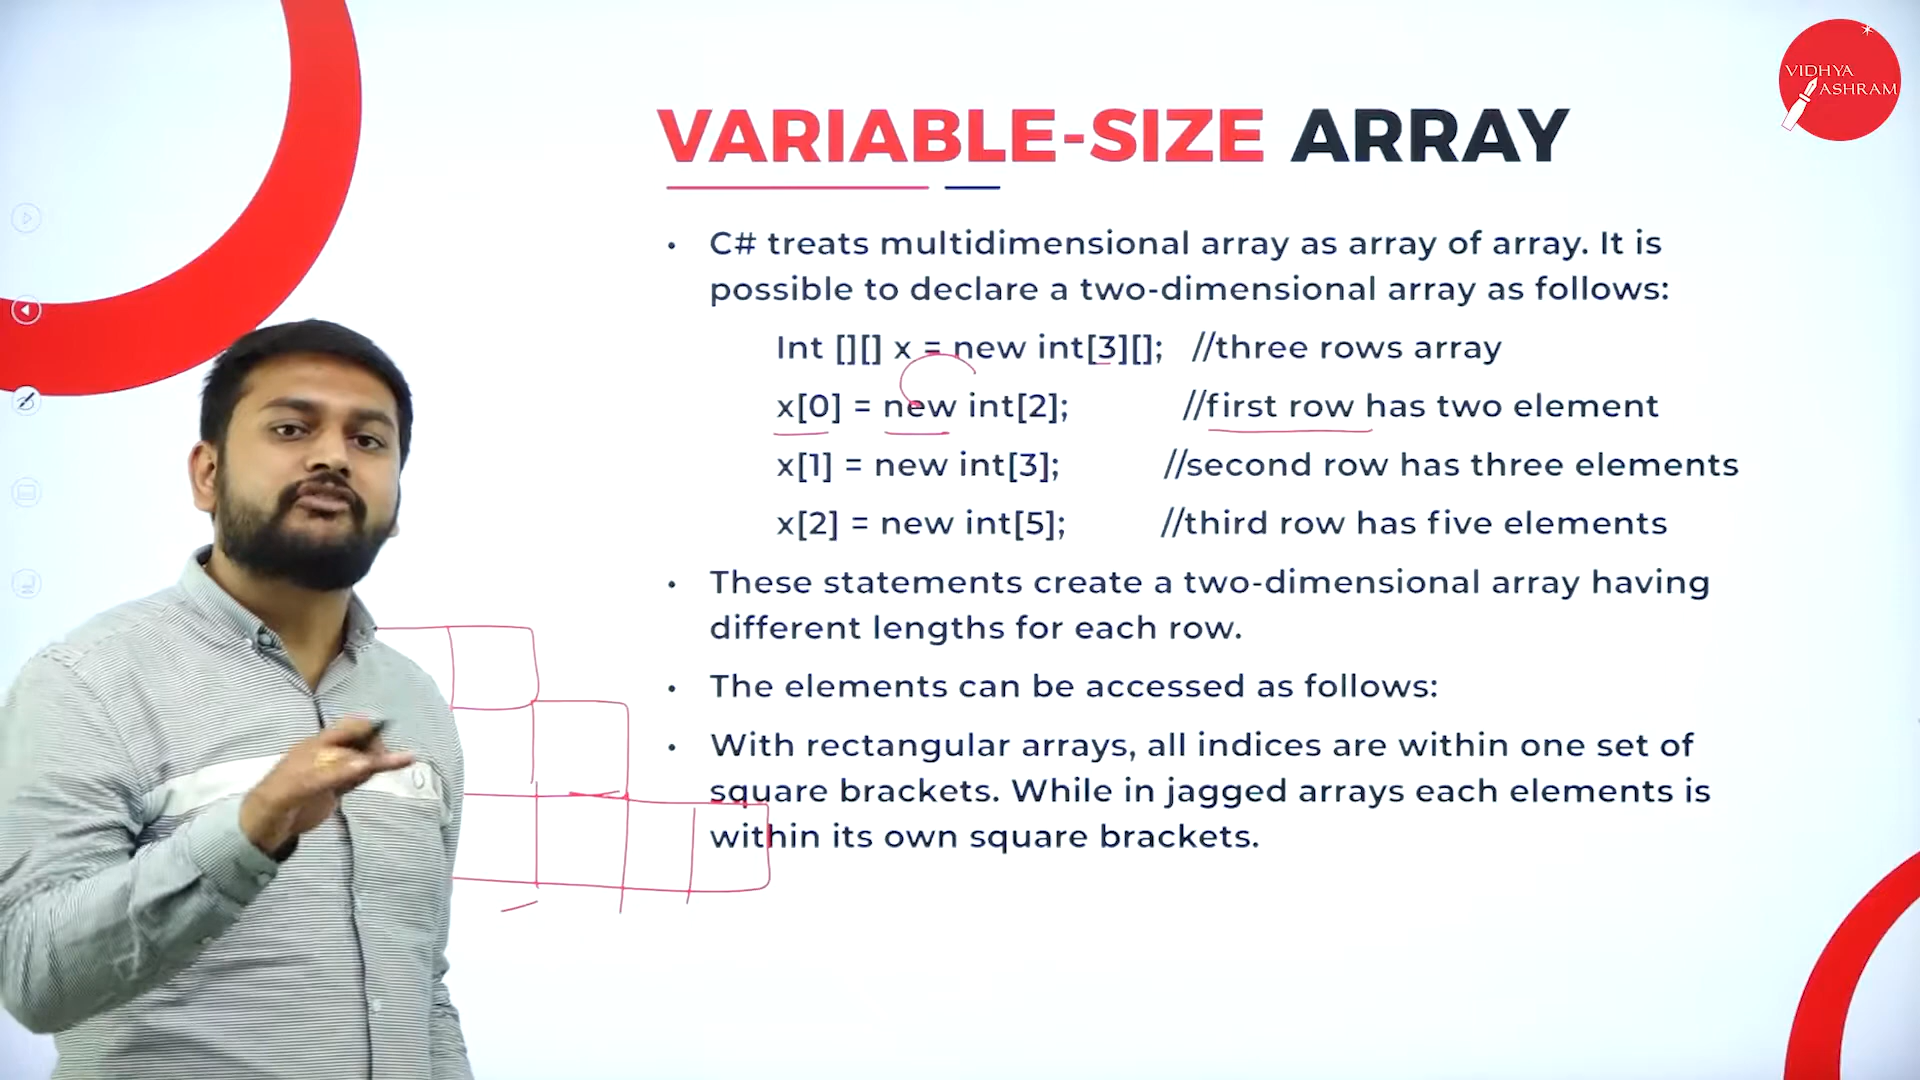 VIDHYA
ASHRAM
VARIABLE-SIZE ARRAY
• C# treats multidimensional array as array of array. It is
possible to declare a two-dimensional array as follows:
Int [][] x = new int[3][]; //three rows array
x[0] = new int[2]; //first row has two element
x[1] = new int[3]; //second row has three elements
x[2] = new int[5]; //third row has five elements
• These statements create a two-dimensional array having
different lengths for each row.
• The elements can be accessed as follows:
• With rectangular arrays, all indices are within one set of
square brackets. While in jagged arrays each elements is
within its own square brackets.